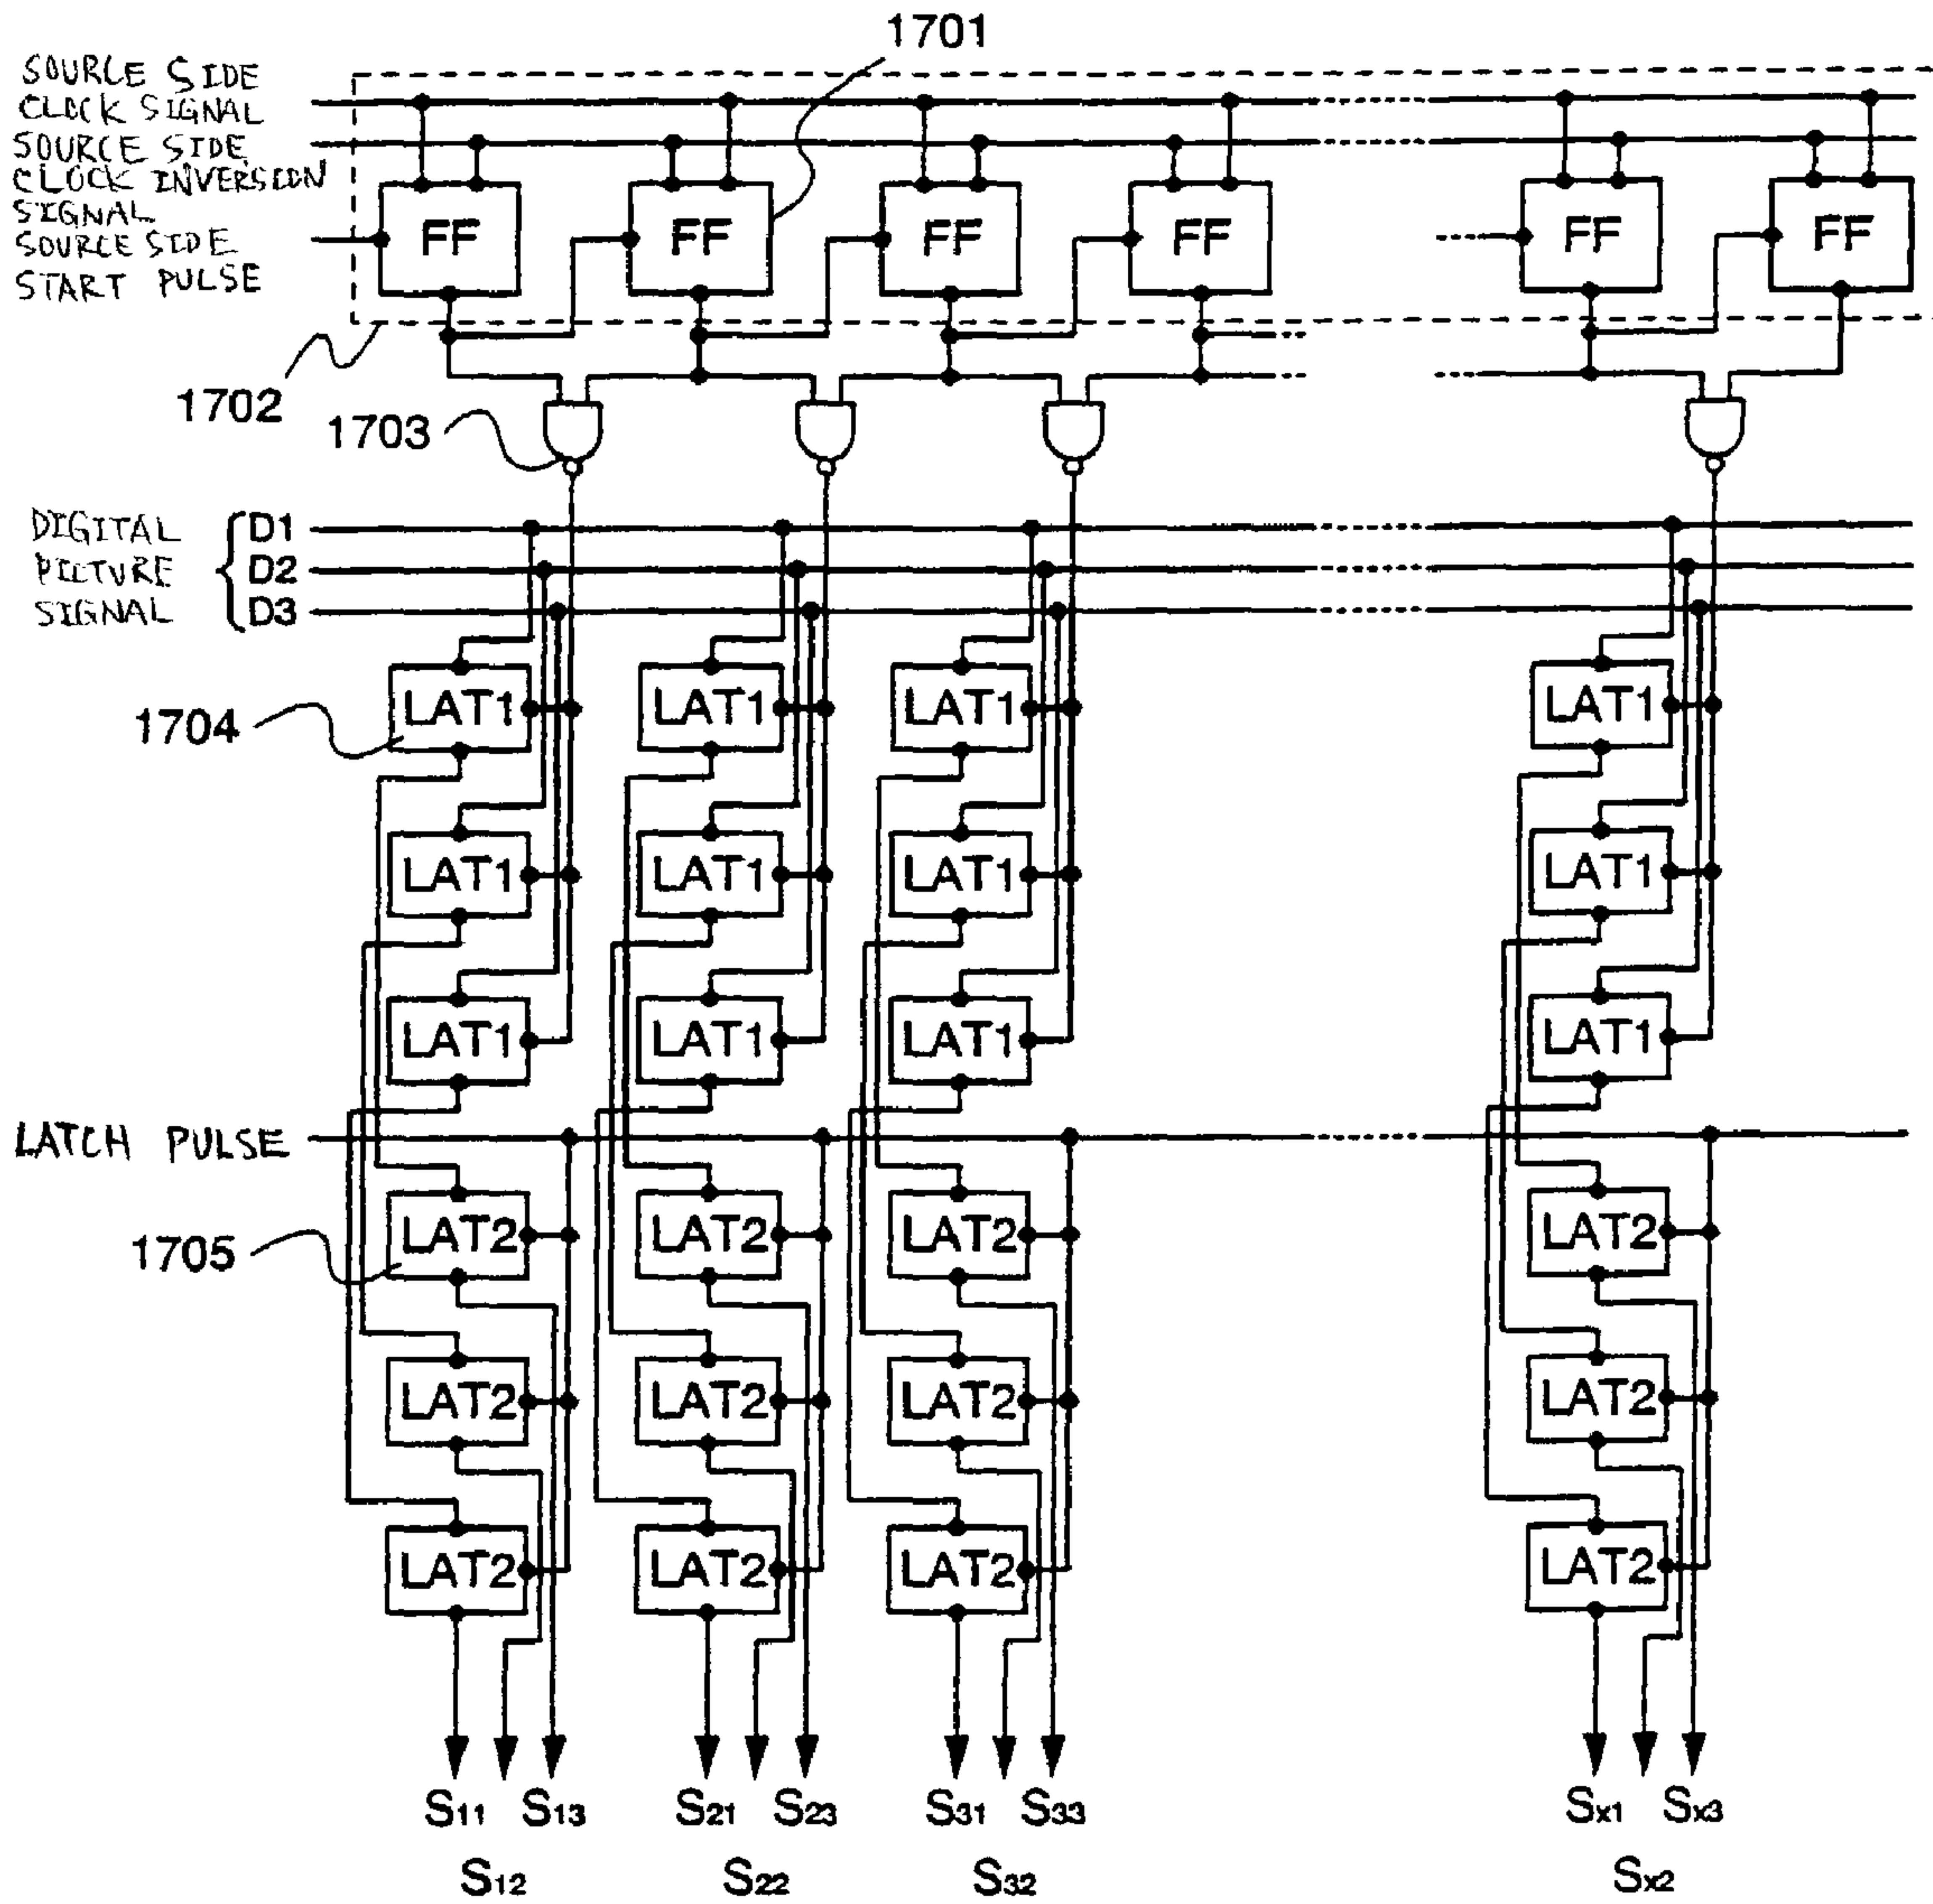 1701
SOURCE SIDE
CLOCK SIGNAL
SOURCE SIDE
CLOCK INVERSION
SIGNAL
SOURCE SIDE
START PULSE
FF FF FF FF FF FF
1702
1703
DIGITAL
PICTURE
SIGNAL
D1
D2
D3
LAT1 LAT1 LAT1 LAT1
1704
LAT1 LAT1 LAT1 LAT1
LAT1 LAT1 LAT1 LAT1
LATCH PULSE
LAT2 LAT2 LAT2 LAT2
1705
LAT2 LAT2 LAT2 LAT2
LAT2 LAT2 LAT2 LAT2
S11 S13 S21 S23 S31 S33 Sx1 Sx3
S12 S22 S32 Sx2